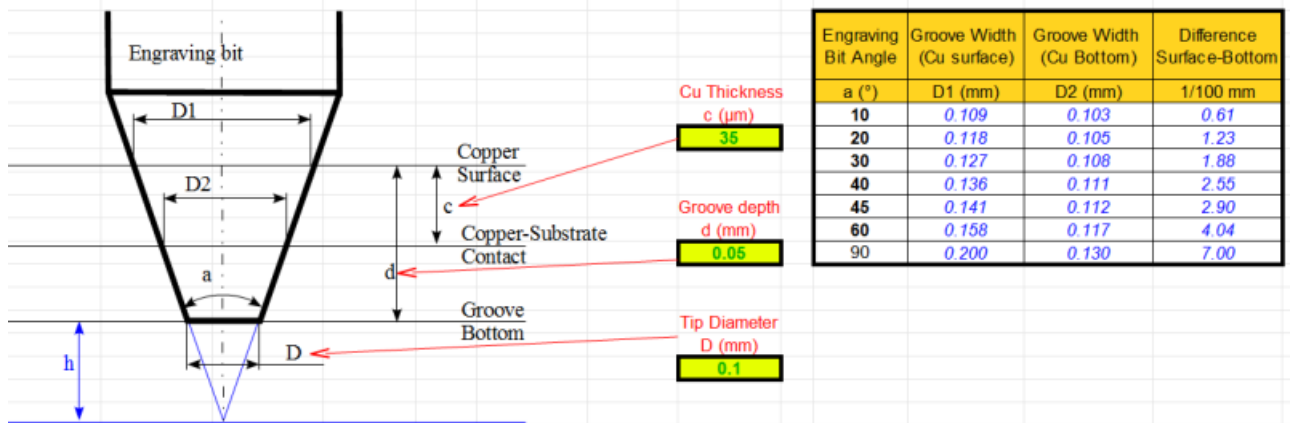 Engraving bit
D1
D2
Copper
Surface
c
Copper-Substrate
Contact
d
a
Groove
Bottom
h
D
Cu Thickness
c (µm)
35
Groove depth
d (mm)
0.05
Tip Diameter
D (mm)
0.1
Engraving Bit Angle Groove Width (Cu surface) Groove Width (Cu Bottom) Difference Surface-Bottom
a (°) D1 (mm) D2 (mm) 1/100 mm
10 0.109 0.103 0.61
20 0.118 0.105 1.23
30 0.127 0.108 1.88
40 0.136 0.111 2.55
45 0.141 0.112 2.90
60 0.158 0.117 4.04
90 0.200 0.130 7.00